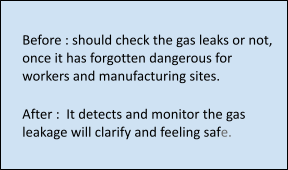 Before : should check the gas leaks or not,
once it has forgotten dangerous for
workers and manufacturing sites.
After :  It detects and monitor the gas
leakage will clarify and feeling safe.